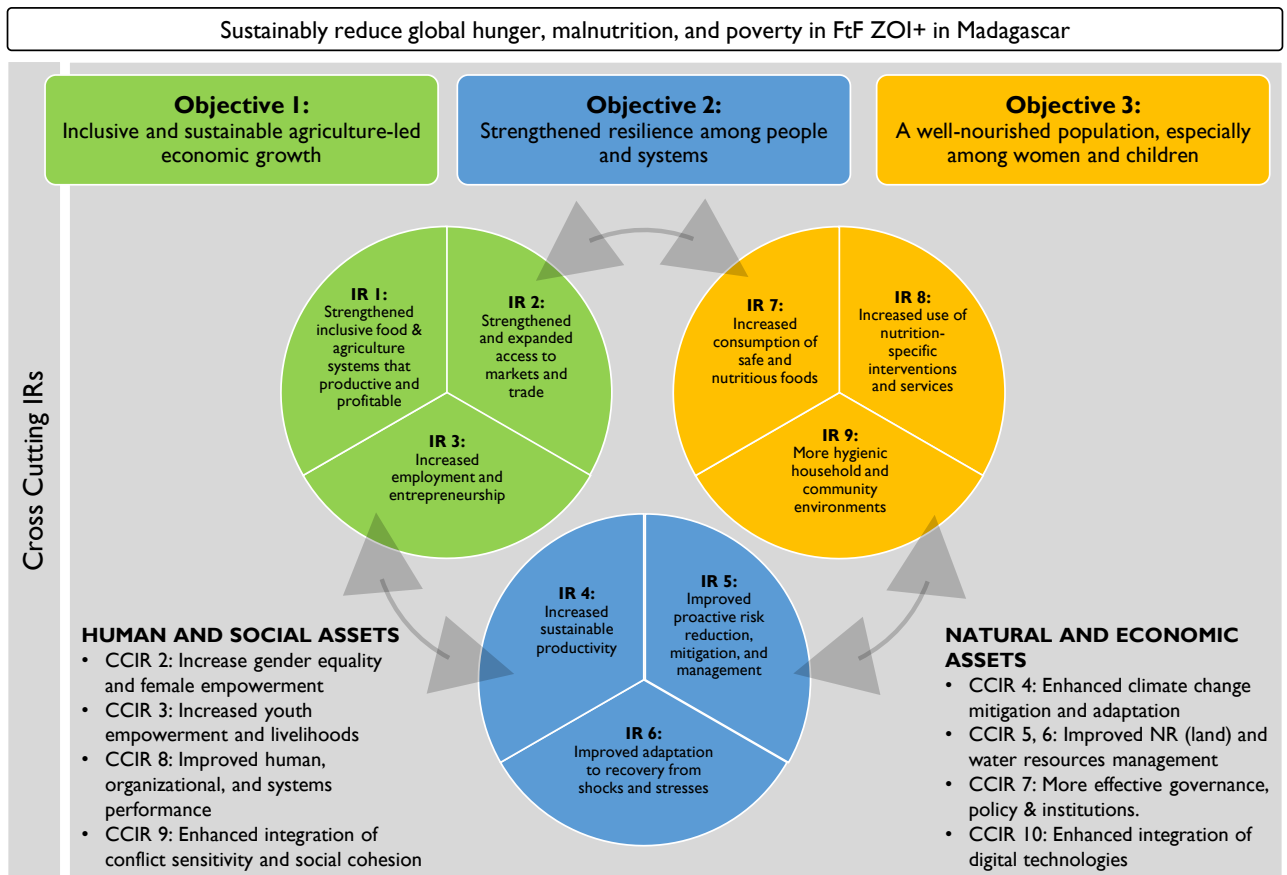 Sustainably reduce global hunger, malnutrition, and poverty in FtF ZOI+ in Madagascar
Objective 1:
Inclusive and sustainable agriculture-led
economic growth
Objective 2:
Strengthened resilience among people
and systems
Objective 3:
A well-nourished population, especially
among women and children
Cross Cutting IRs
IR 1:
Strengthened
inclusive food &
agriculture
systems that
productive and
profitable
IR 2:
Strengthened
and expanded
access to
markets and
trade
IR 3:
Increased
employment and
entrepreneurship
IR 7:
Increased
consumption of
safe and
nutritious foods
IR 8:
Increased use of
nutrition-
specific
interventions
and services
IR 9:
More hygienic
household and
community
environments
IR 4:
Increased
sustainable
productivity
IR 5:
Improved
proactive risk
reduction,
mitigation, and
management
IR 6:
Improved adaptation
to recovery from
shocks and stresses
HUMAN AND SOCIAL ASSETS
• CCIR 2: Increase gender equality
and female empowerment
• CCIR 3: Increased youth
empowerment and livelihoods
• CCIR 8: Improved human,
organizational, and systems
performance
• CCIR 9: Enhanced integration of
conflict sensitivity and social cohesion
NATURAL AND ECONOMIC
ASSETS
• CCIR 4: Enhanced climate change
mitigation and adaptation
• CCIR 5, 6: Improved NR (land) and
water resources management
• CCIR 7: More effective governance,
policy & institutions.
• CCIR 10: Enhanced integration of
digital technologies